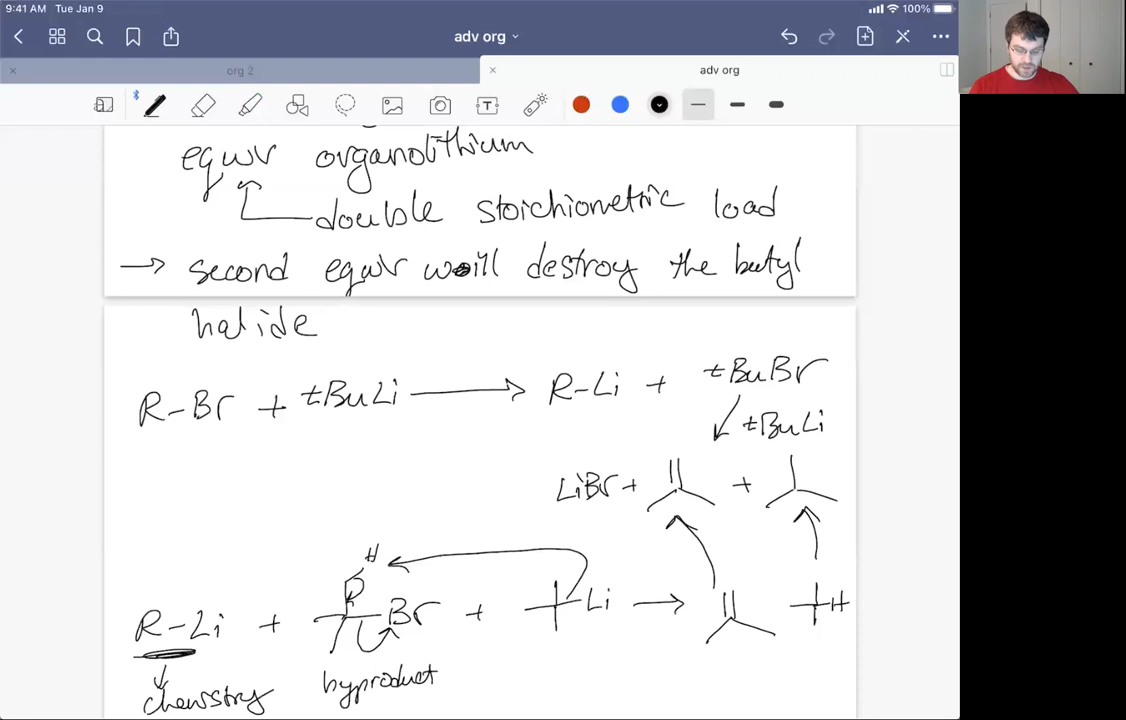 9:41 AM Tue Jan 9
100%
adv org
org 2
adv org
equiv organolithium
double stoichiometric load
→ second equiv will destroy the butyl
halide
R-Br + tBuLi → R-Li + tBuBr
tBuLi
LiBr + +
H
R-Li + Br + Li → H
chemistry byproduct